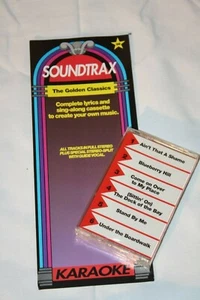 SOUNDTRAX
The Golden Classics
Complete lyrics and
sing-along cassette
to create your own music.
ALL TRACKS IN FULL STEREO
PLUS SPECIAL STEREO-SPLIT
WITH GUIDE VOCAL.
KARAOKE
Ain't That A Shame
Blueberry Hill
Come on Over
to My Place
(Sittin' On)
The Dock of the Bay
Stand By Me
Under the Boardwalk